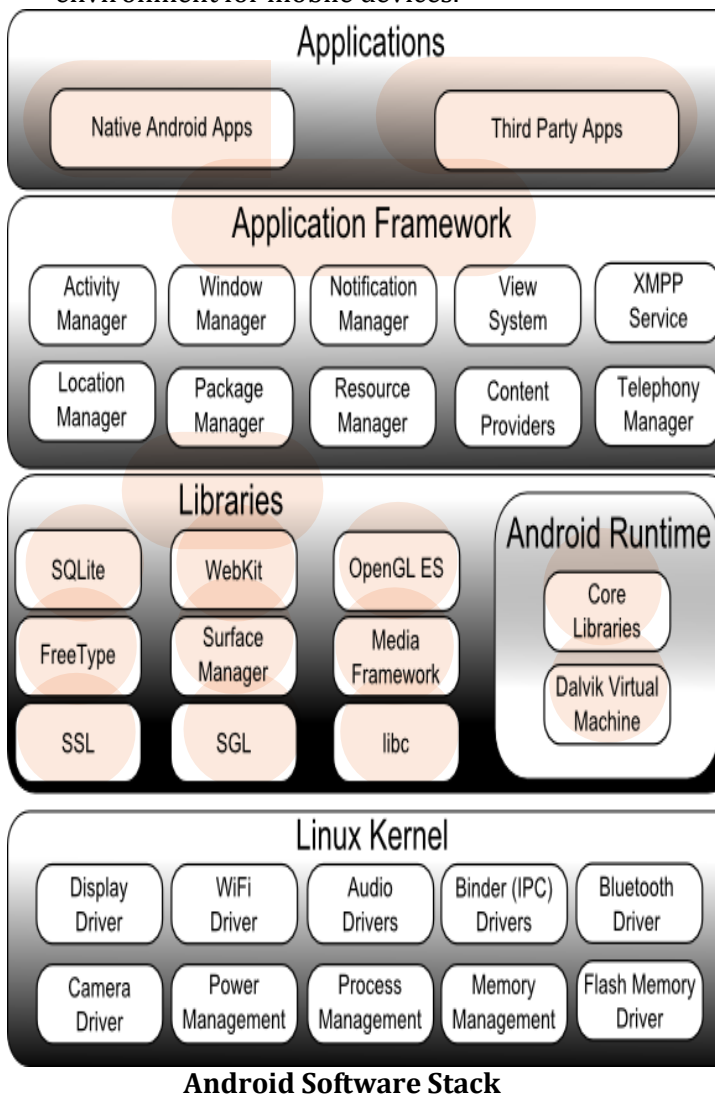 environment for mobile devices.
Applications
Native Android Apps
Third Party Apps
Application Framework
Activity
Manager
Window
Manager
Notification
Manager
View
System
XMPP
Service
Location
Manager
Package
Manager
Resource
Manager
Content
Providers
Telephony
Manager
Libraries
SQLite
WebKit
OpenGL ES
FreeType
Surface
Manager
Media
Framework
SSL
SGL
libc
Android Runtime
Core
Libraries
Dalvik Virtual
Machine
Linux Kernel
Display
Driver
WiFi
Driver
Audio
Drivers
Binder (IPC)
Drivers
Bluetooth
Driver
Camera
Driver
Power
Management
Process
Management
Memory
Management
Flash Memory
Driver
Android Software Stack